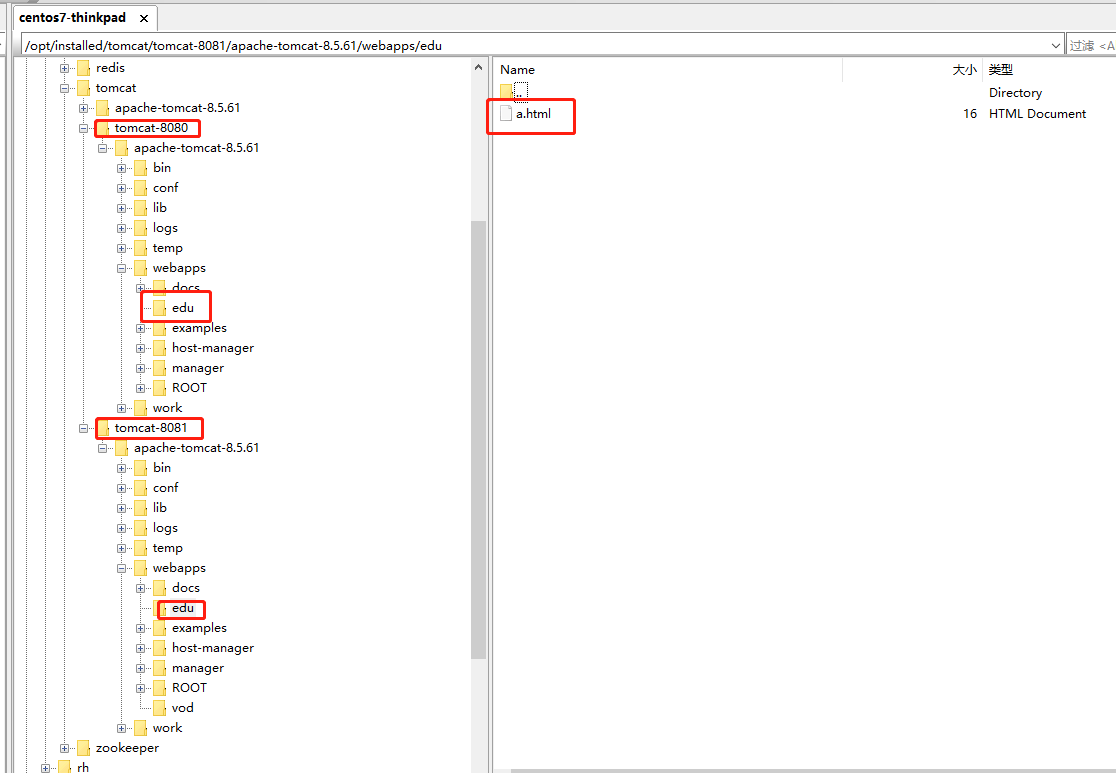 centos7-thinkpad ×
/opt/installed/tomcat/tomcat-8081/apache-tomcat-8.5.61/webapps/edu
过滤 <A
redis
tomcat
apache-tomcat-8.5.61
tomcat-8080
apache-tomcat-8.5.61
bin
conf
lib
logs
temp
webapps
docs
edu
examples
host-manager
manager
ROOT
work
tomcat-8081
apache-tomcat-8.5.61
bin
conf
lib
logs
temp
webapps
docs
edu
examples
host-manager
manager
ROOT
vod
work
zookeeper
rh
Name 大小 类型
.. Directory
a.html 16 HTML Document